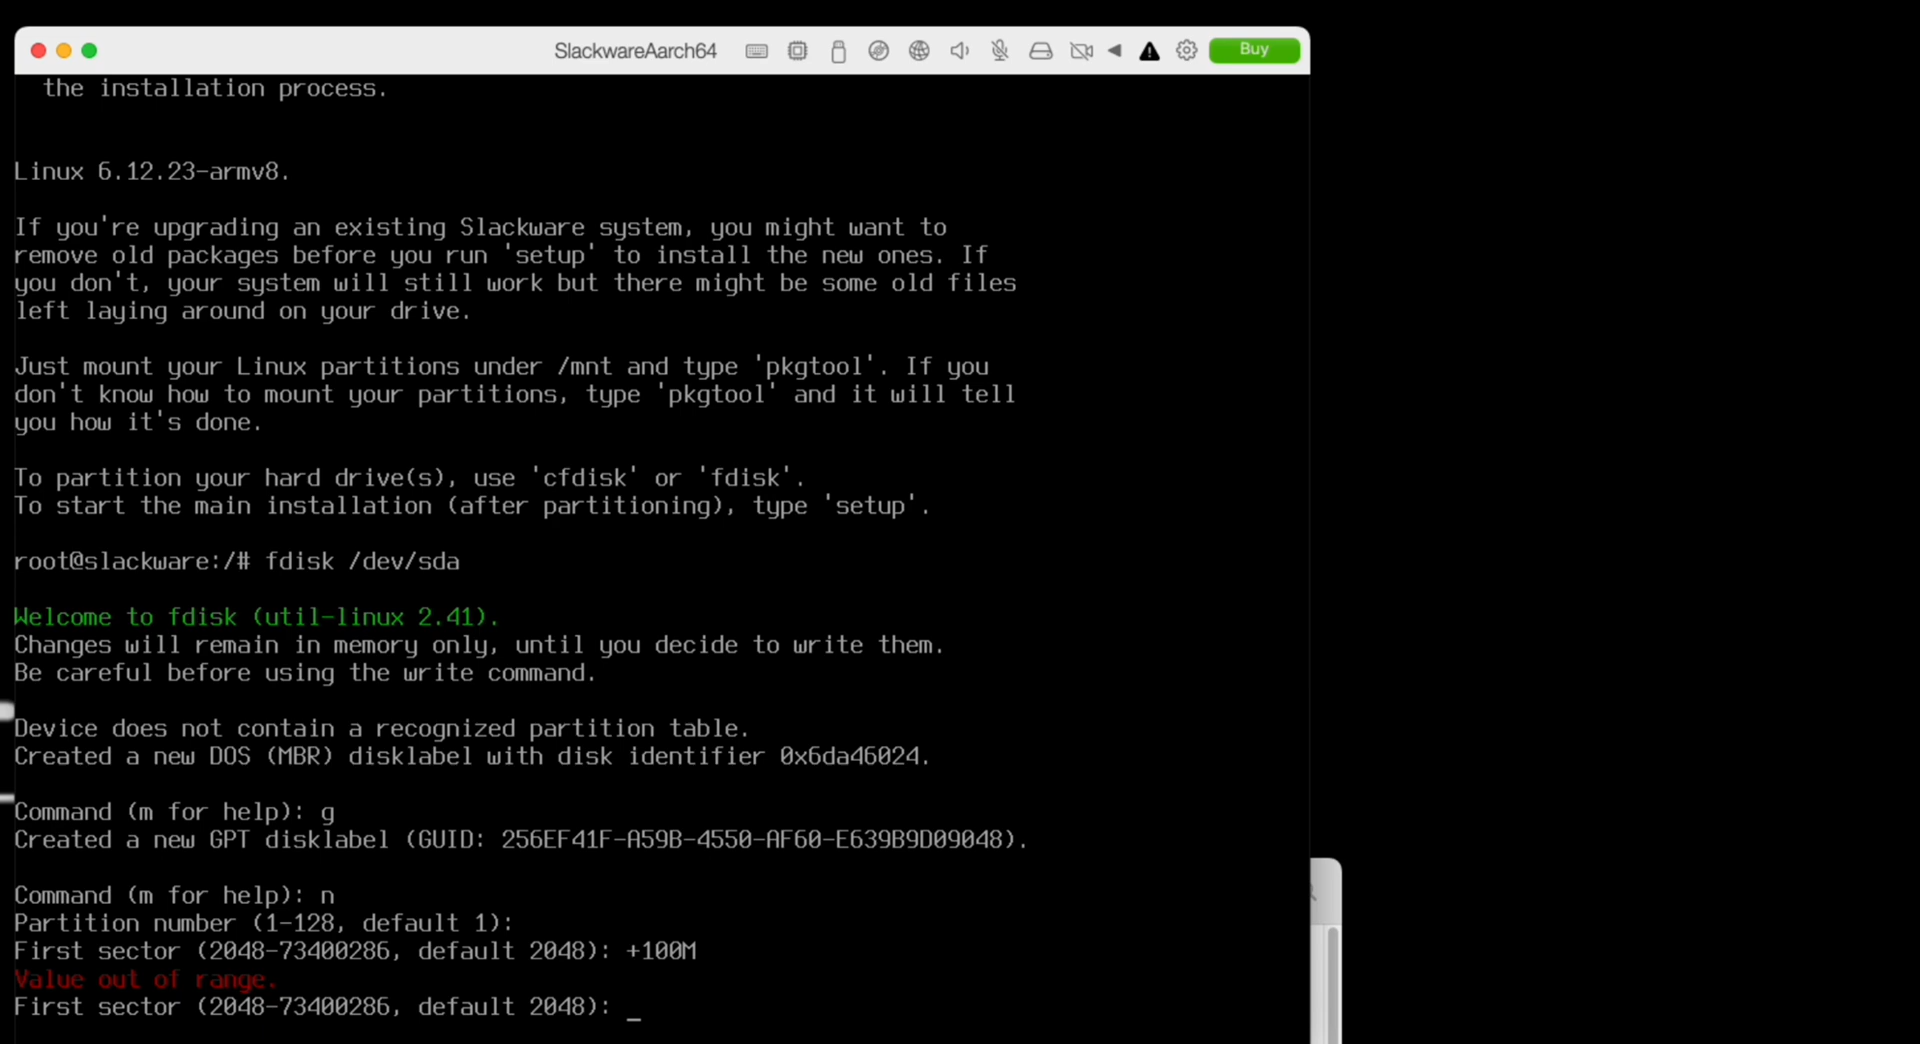 SlackwareAarch64
Buy
the installation process.
Linux 6.12.23-armv8.
If you're upgrading an existing Slackware system, you might want to
remove old packages before you run 'setup' to install the new ones. If
you don't, your system will still work but there might be some old files
left laying around on your drive.
Just mount your Linux partitions under /mnt and type 'pkgtool'. If you
don't know how to mount your partitions, type 'pkgtool' and it will tell
you how it's done.
To partition your hard drive(s), use 'cfdisk' or 'fdisk'.
To start the main installation (after partitioning), type 'setup'.
root@slackware:/# fdisk /dev/sda
Welcome to fdisk (util-linux 2.41).
Changes will remain in memory only, until you decide to write them.
Be careful before using the write command.
Device does not contain a recognized partition table.
Created a new DOS (MBR) disklabel with disk identifier 0x6da46024.
Command (m for help): g
Created a new GPT disklabel (GUID: 256EF41F-A59B-4550-AF60-E639B9D09048).
Command (m for help): n
Partition number (1-128, default 1):
First sector (2048-73400286, default 2048): +100M
Value out of range.
First sector (2048-73400286, default 2048): _